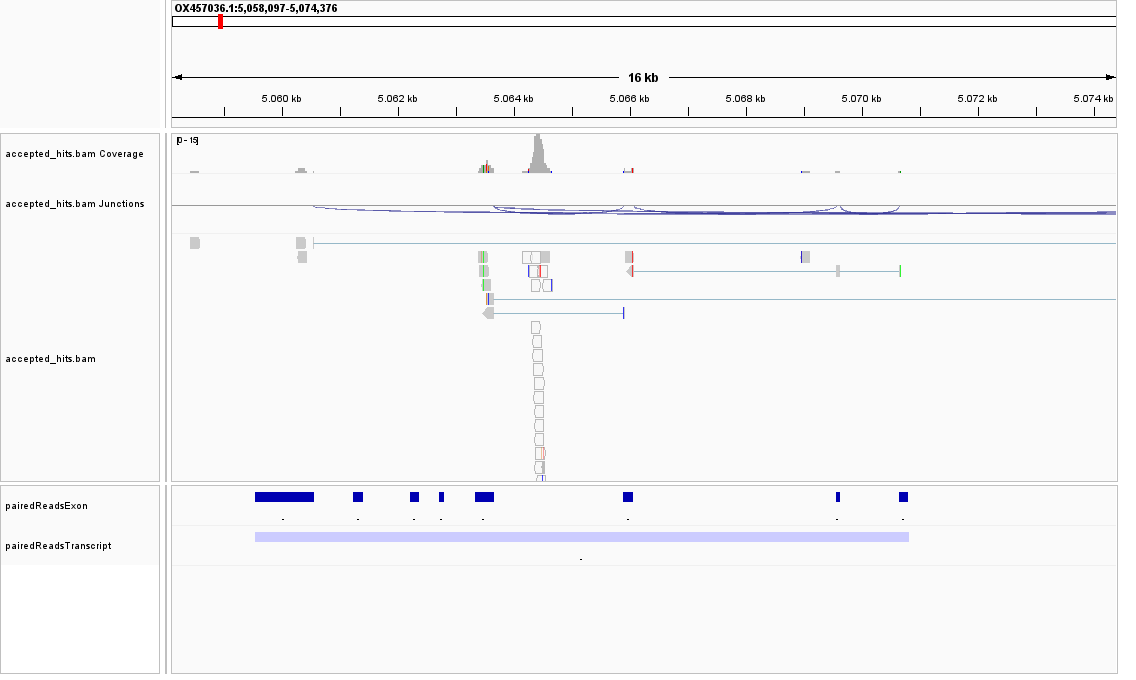 OX457036.1:5,058,097-5,074,376
16 kb
5.060 kb 5.062 kb 5.064 kb 5.066 kb 5.068 kb 5.070 kb 5.072 kb 5.074 kb
[0 - 15]
accepted_hits.bam Coverage
accepted_hits.bam Junctions
accepted_hits.bam
pairedReadsExon
pairedReadsTranscript